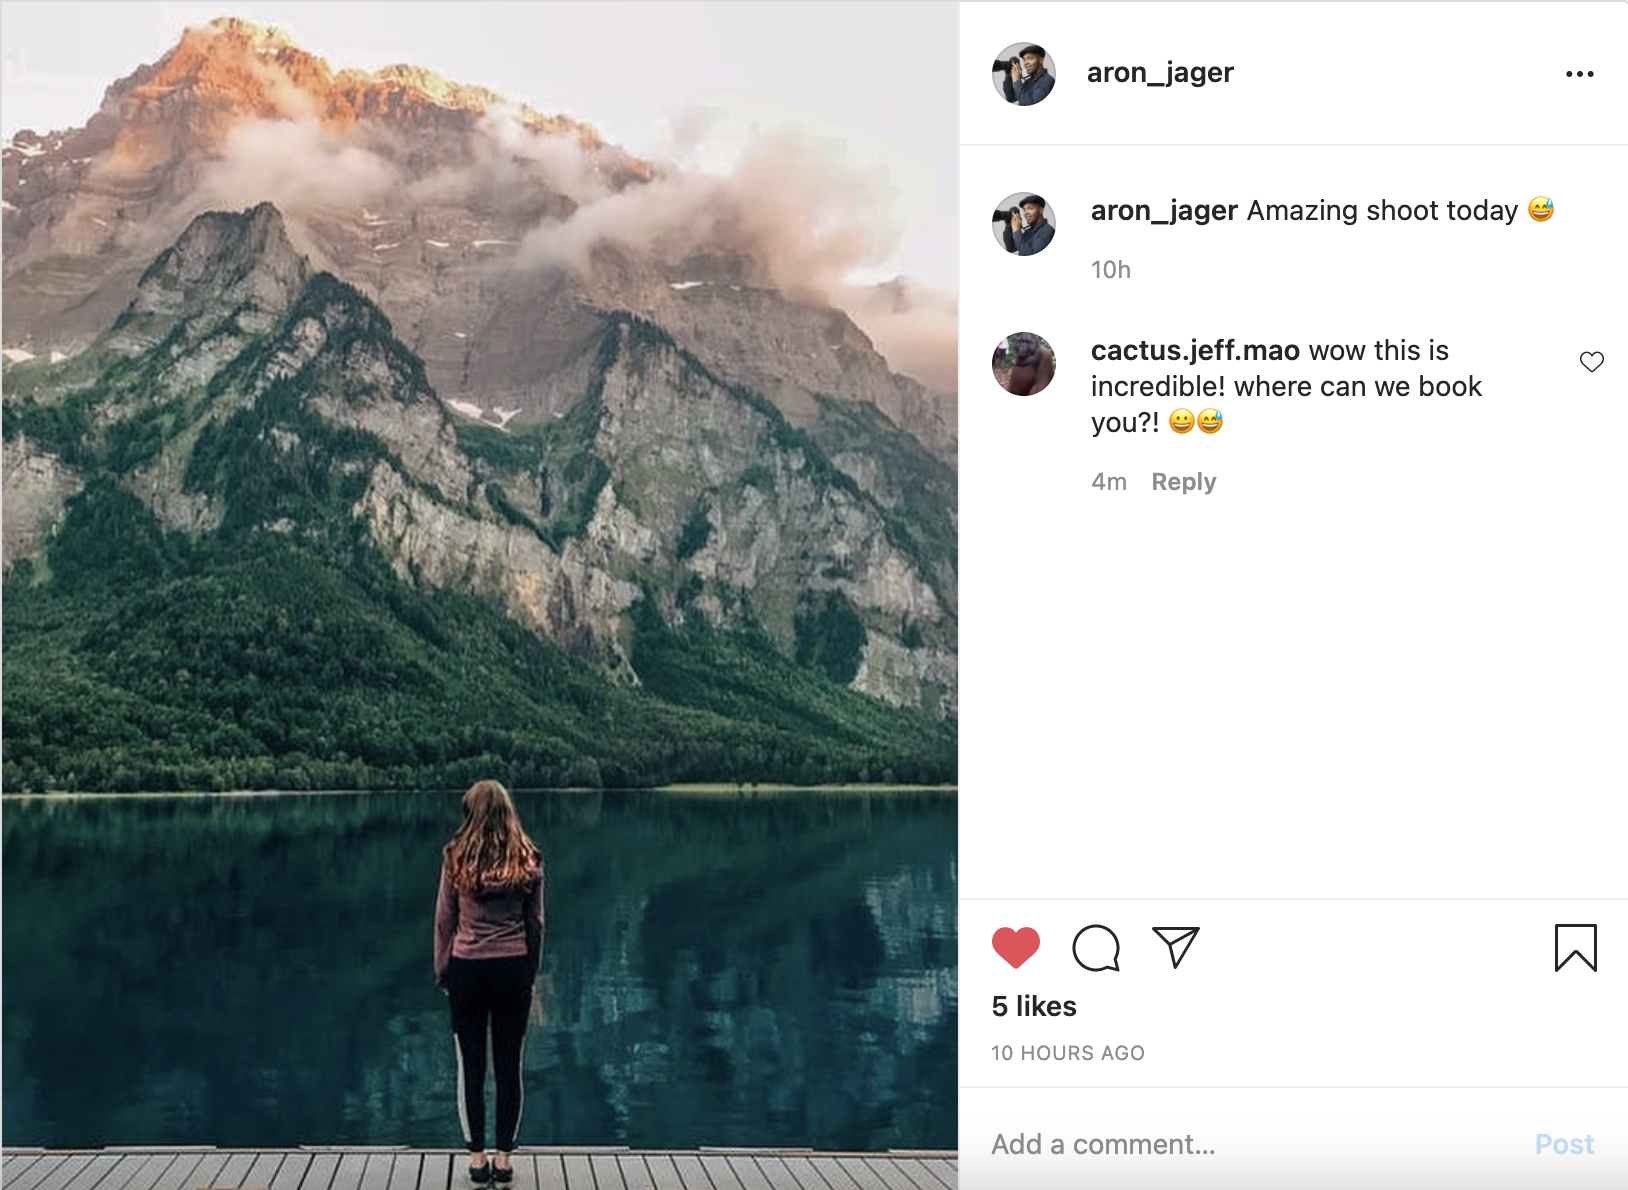 aron_jager
aron_jager Amazing shoot today 😅
10h
cactus.jeff.mao wow this is
incredible! where can we book
you?! 😀😅
4m Reply
5 likes
10 HOURS AGO
Add a comment...
Post